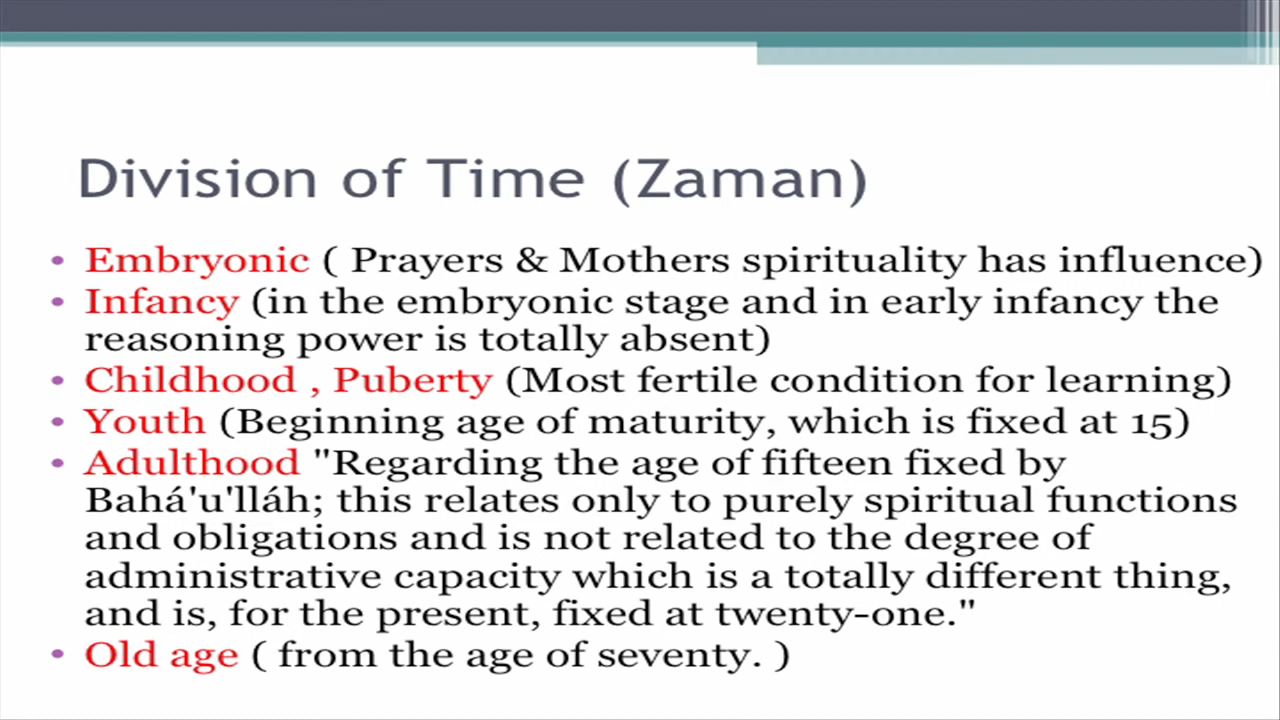 Division of Time (Zaman)
• Embryonic ( Prayers & Mothers spirituality has influence)
• Infancy (in the embryonic stage and in early infancy the
reasoning power is totally absent)
• Childhood , Puberty (Most fertile condition for learning)
• Youth (Beginning age of maturity, which is fixed at 15)
• Adulthood "Regarding the age of fifteen fixed by
Bahá'u'lláh; this relates only to purely spiritual functions
and obligations and is not related to the degree of
administrative capacity which is a totally different thing,
and is, for the present, fixed at twenty-one."
• Old age ( from the age of seventy. )